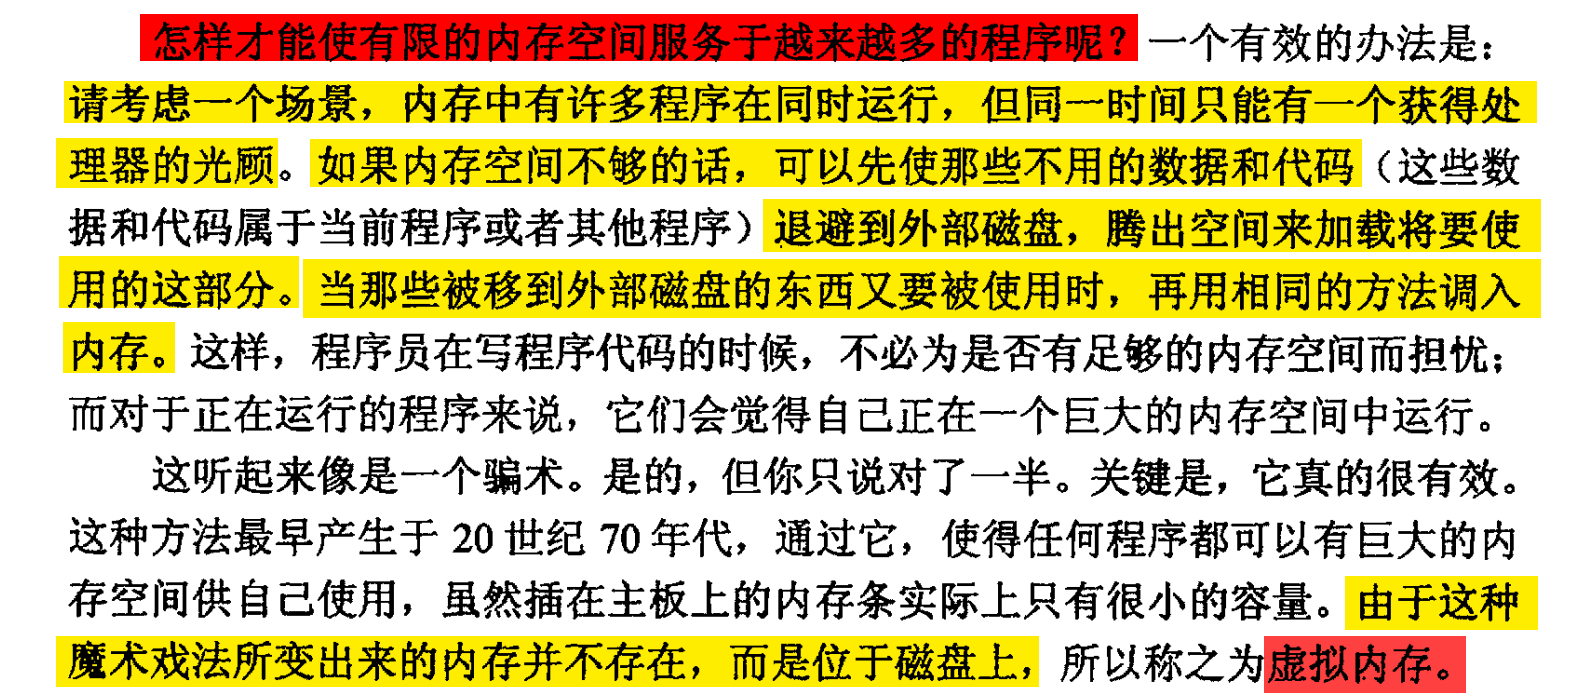 怎样才能使有限的内存空间服务于越来越多的程序呢？一个有效的办法是：
请考虑一个场景，内存中有许多程序在同时运行，但同一时间只能有一个获得处
理器的光顾。如果内存空间不够的话，可以先使那些不用的数据和代码（这些数
据和代码属于当前程序或者其他程序）退避到外部磁盘，腾出空间来加载将要使
用的这部分。当那些被移到外部磁盘的东西又要被使用时，再用相同的方法调入
内存。这样，程序员在写程序代码的时候，不必为是否有足够的内存空间而担忧；
而对于正在运行的程序来说，它们会觉得自己正在一个巨大的内存空间中运行。
这听起来像是一个骗术。是的，但你只说对了一半。关键是，它真的很有效。
这种方法最早产生于 20 世纪 70 年代，通过它，使得任何程序都可以有巨大的内
存空间供自己使用，虽然插在主板上的内存条实际上只有很小的容量。由于这种
魔术戏法所变出来的内存并不存在，而是位于磁盘上，所以称之为虚拟内存。